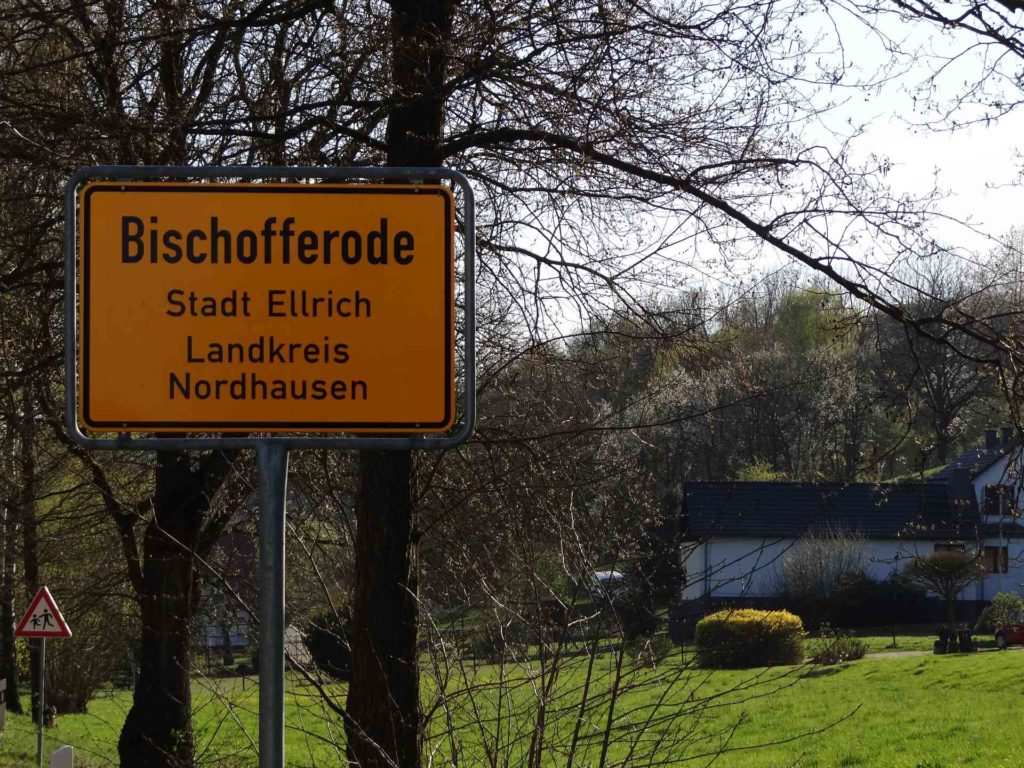 Bischofferode
Stadt Ellrich
Landkreis
Nordhausen